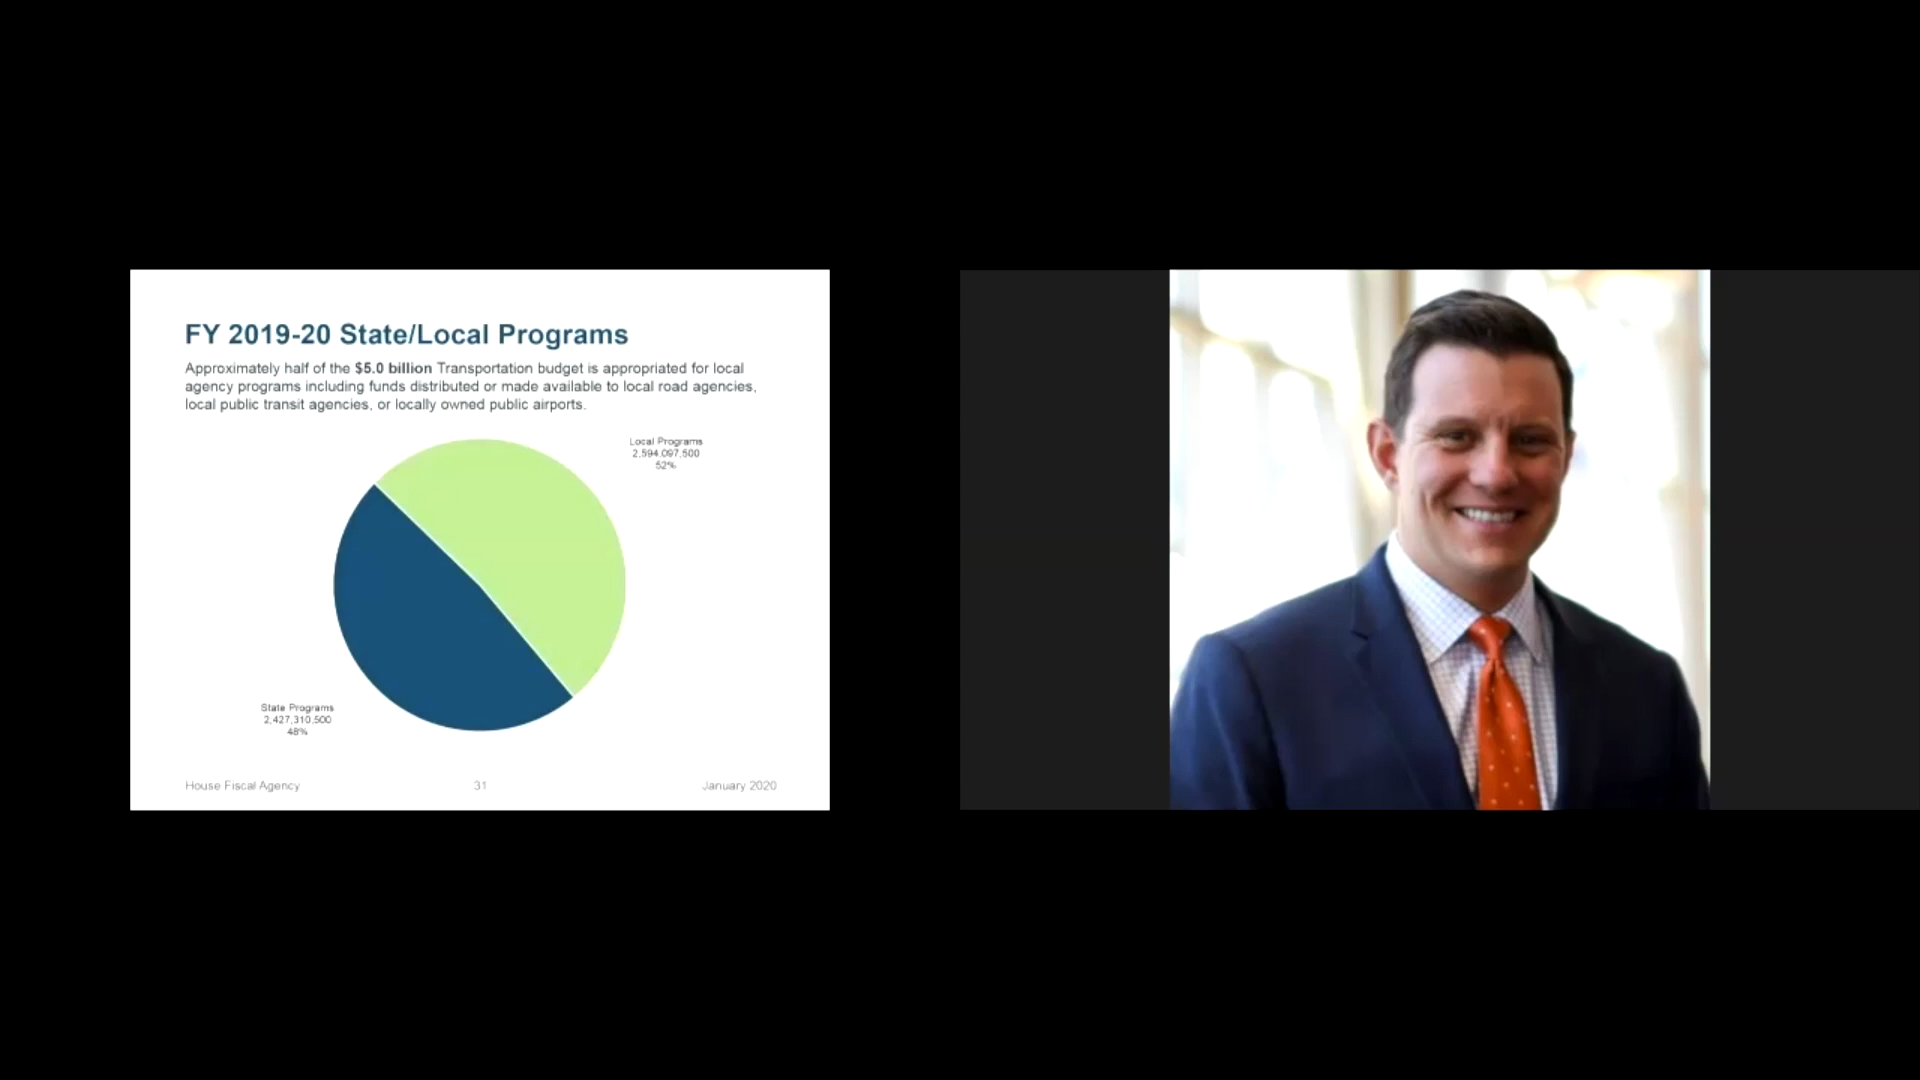 FY 2019-20 State/Local Programs
Approximately half of the $5.0 billion Transportation budget is appropriated for local
agency programs including funds distributed or made available to local road agencies,
local public transit agencies, or locally owned public airports.
Local Programs
2,594,097,500
52%
State Programs
2,427,310,500
48%
House Fiscal Agency
31
January 2020